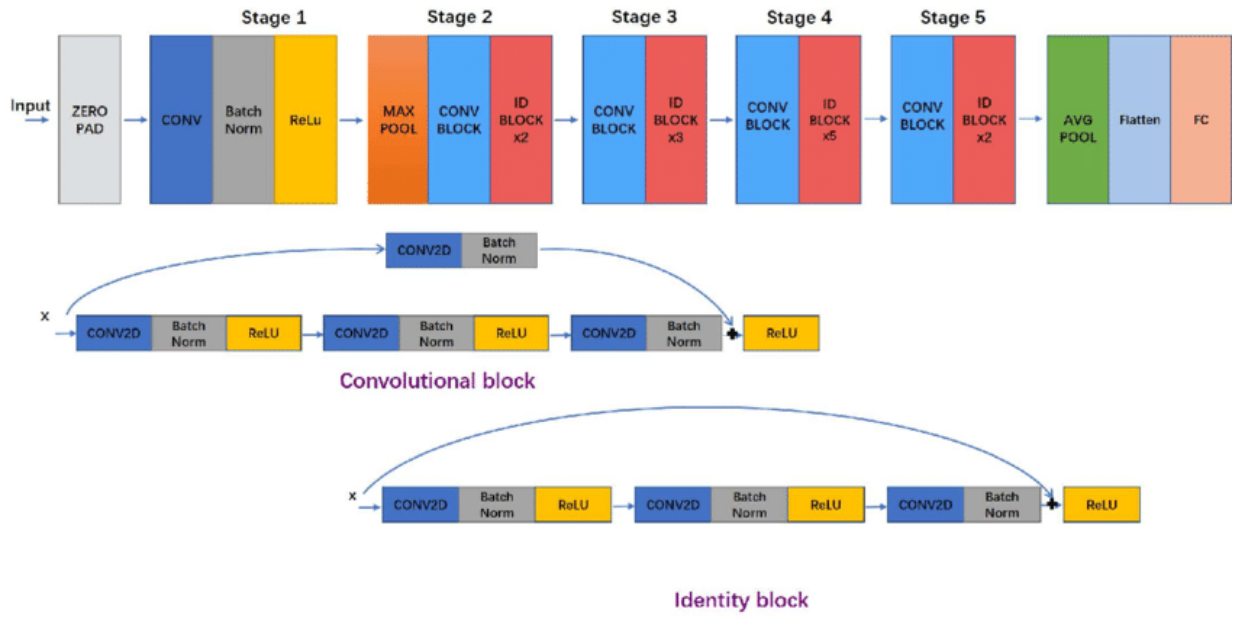 Stage 1
Stage 2
Stage 3
Stage 4
Stage 5
Input
ZERO
PAD
CONV
Batch
Norm
ReLu
MAX
POOL
CONV
BLOCK
ID
BLOCK
x2
CONV
BLOCK
ID
BLOCK
x3
CONV
BLOCK
ID
BLOCK
x5
CONV
BLOCK
ID
BLOCK
x2
AVG
POOL
Flatten
FC
CONV2D
Batch
Norm
x
CONV2D
Batch
Norm
ReLU
CONV2D
Batch
Norm
ReLU
CONV2D
Batch
Norm
+
ReLU
Convolutional block
x
CONV2D
Batch
Norm
ReLU
CONV2D
Batch
Norm
ReLU
CONV2D
Batch
Norm
+
ReLU
Identity block